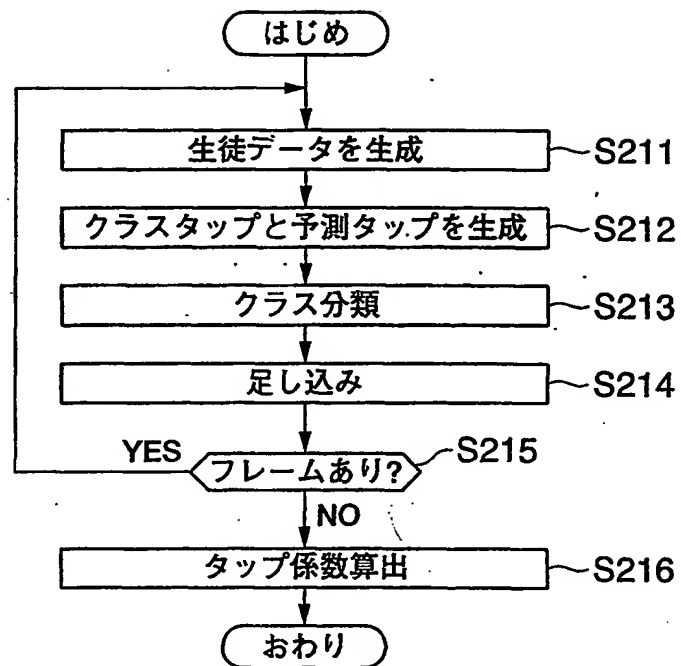 はじめ
生徒データを生成 S211
クラスタップと予測タップを生成 S212
クラス分類 S213
足し込み S214
YES フレームあり? S215
NO
タップ係数算出 S216
おわり